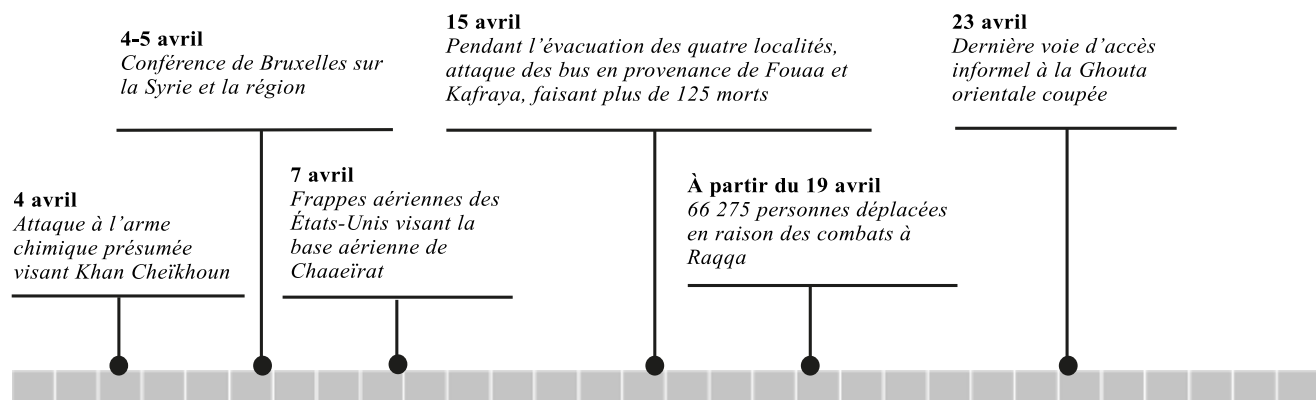 4 avril
Attaque à l’arme
chimique présumée
visant Khan Cheïkhoun
4-5 avril
Conférence de Bruxelles sur
la Syrie et la région
7 avril
Frappes aériennes des
États-Unis visant la
base aérienne de
Chaaeïrat
15 avril
Pendant l’évacuation des quatre localités,
attaque des bus en provenance de Fouaa et
Kafraya, faisant plus de 125 morts
À partir du 19 avril
66 275 personnes déplacées
en raison des combats à
Raqqa
23 avril
Dernière voie d’accès
informel à la Ghouta
orientale coupée